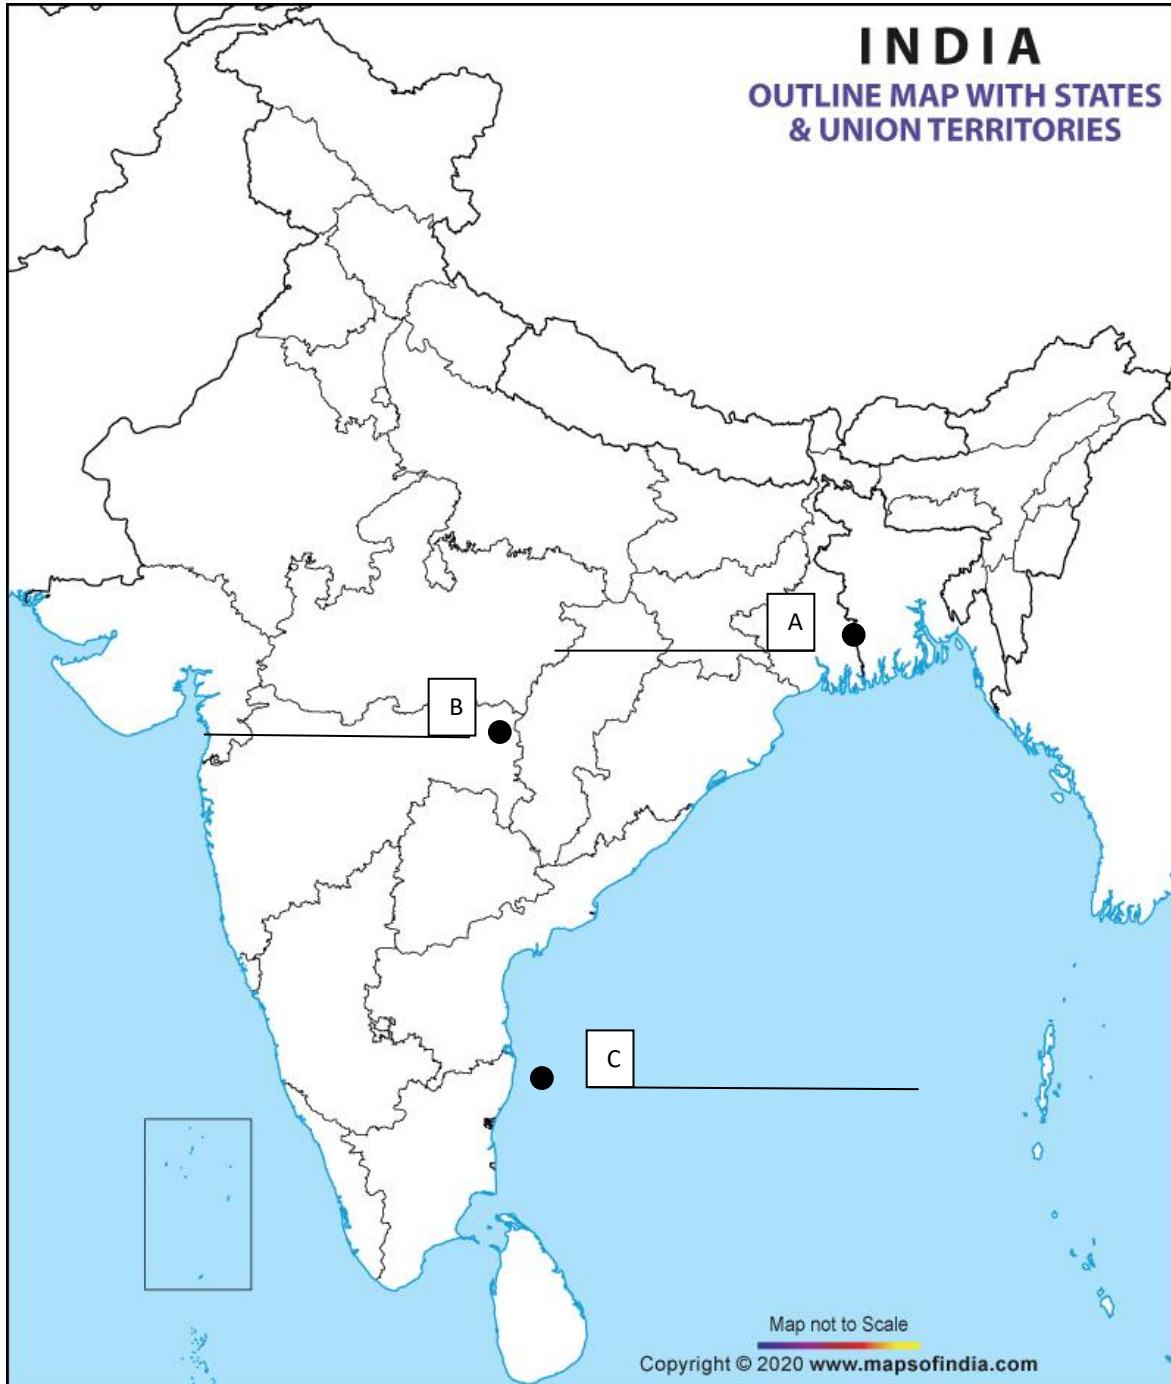 INDIA
OUTLINE MAP WITH STATES
& UNION TERRITORIES
A
B
C
Map not to Scale
Copyright © 2020 www.mapsofindia.com